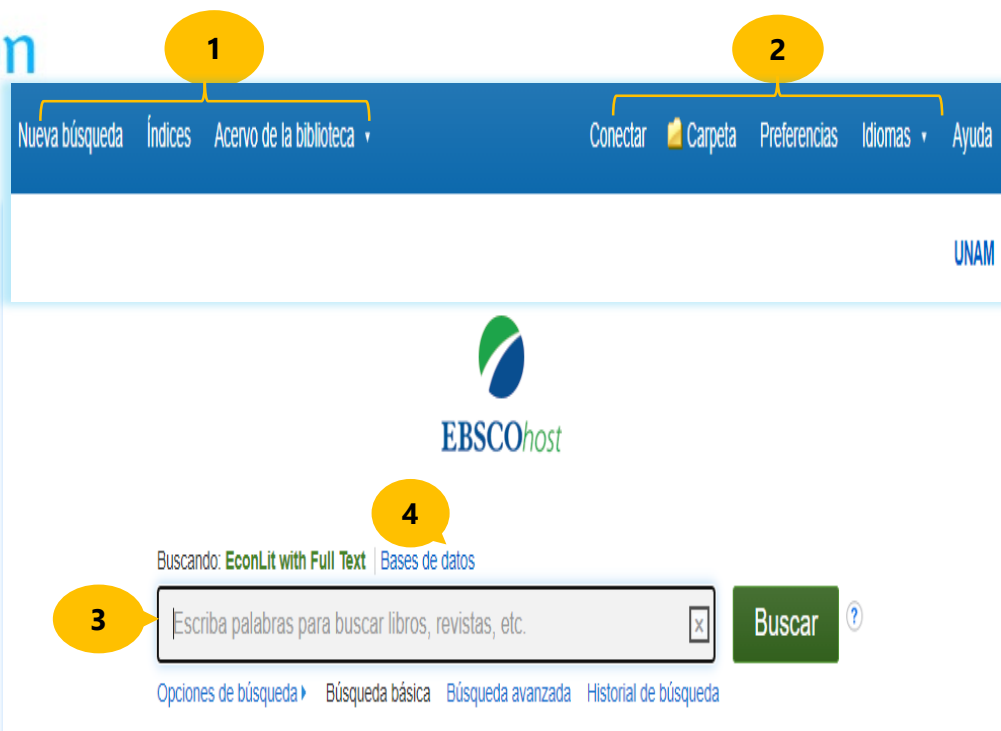 n
1
2
Nueva búsqueda Índices Acervo de la biblioteca Conectar Carpeta Preferencias Idiomas Ayuda
UNAM
EBSCOhost
4
Buscando: EconLit with Full Text Bases de datos
3
Escriba palabras para buscar libros, revistas, etc. x Buscar ?
Opciones de búsqueda Búsqueda básica Búsqueda avanzada Historial de búsqueda